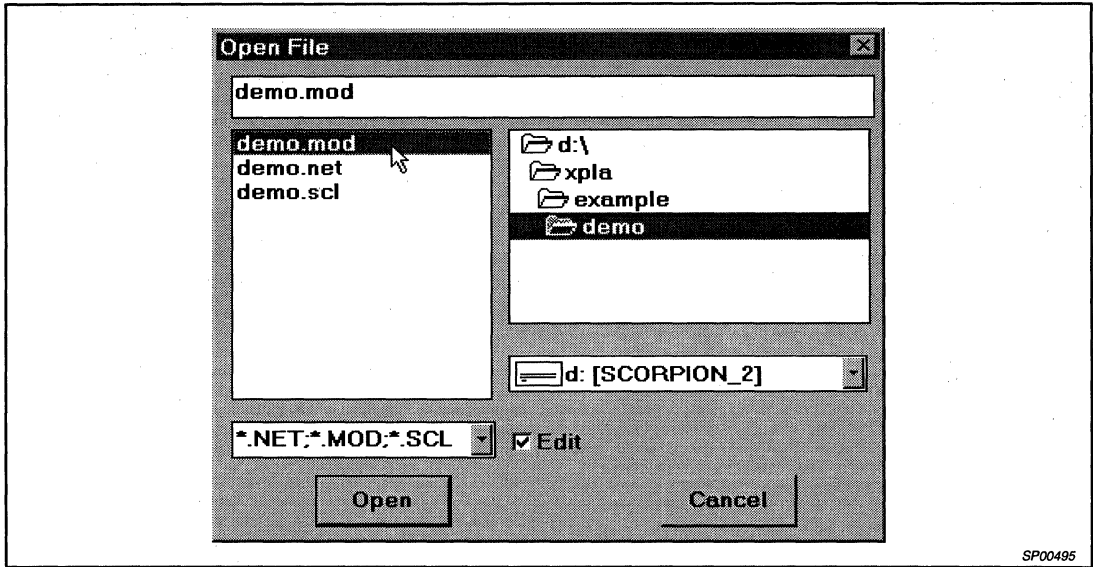 Open File
demo.mod
demo.mod
demo.net
demo.scl
d:\
xpla
example
demo
d: [SCORPION_2]
*.NET;*.MOD;*.SCL
Edit
Open
Cancel
SP00495